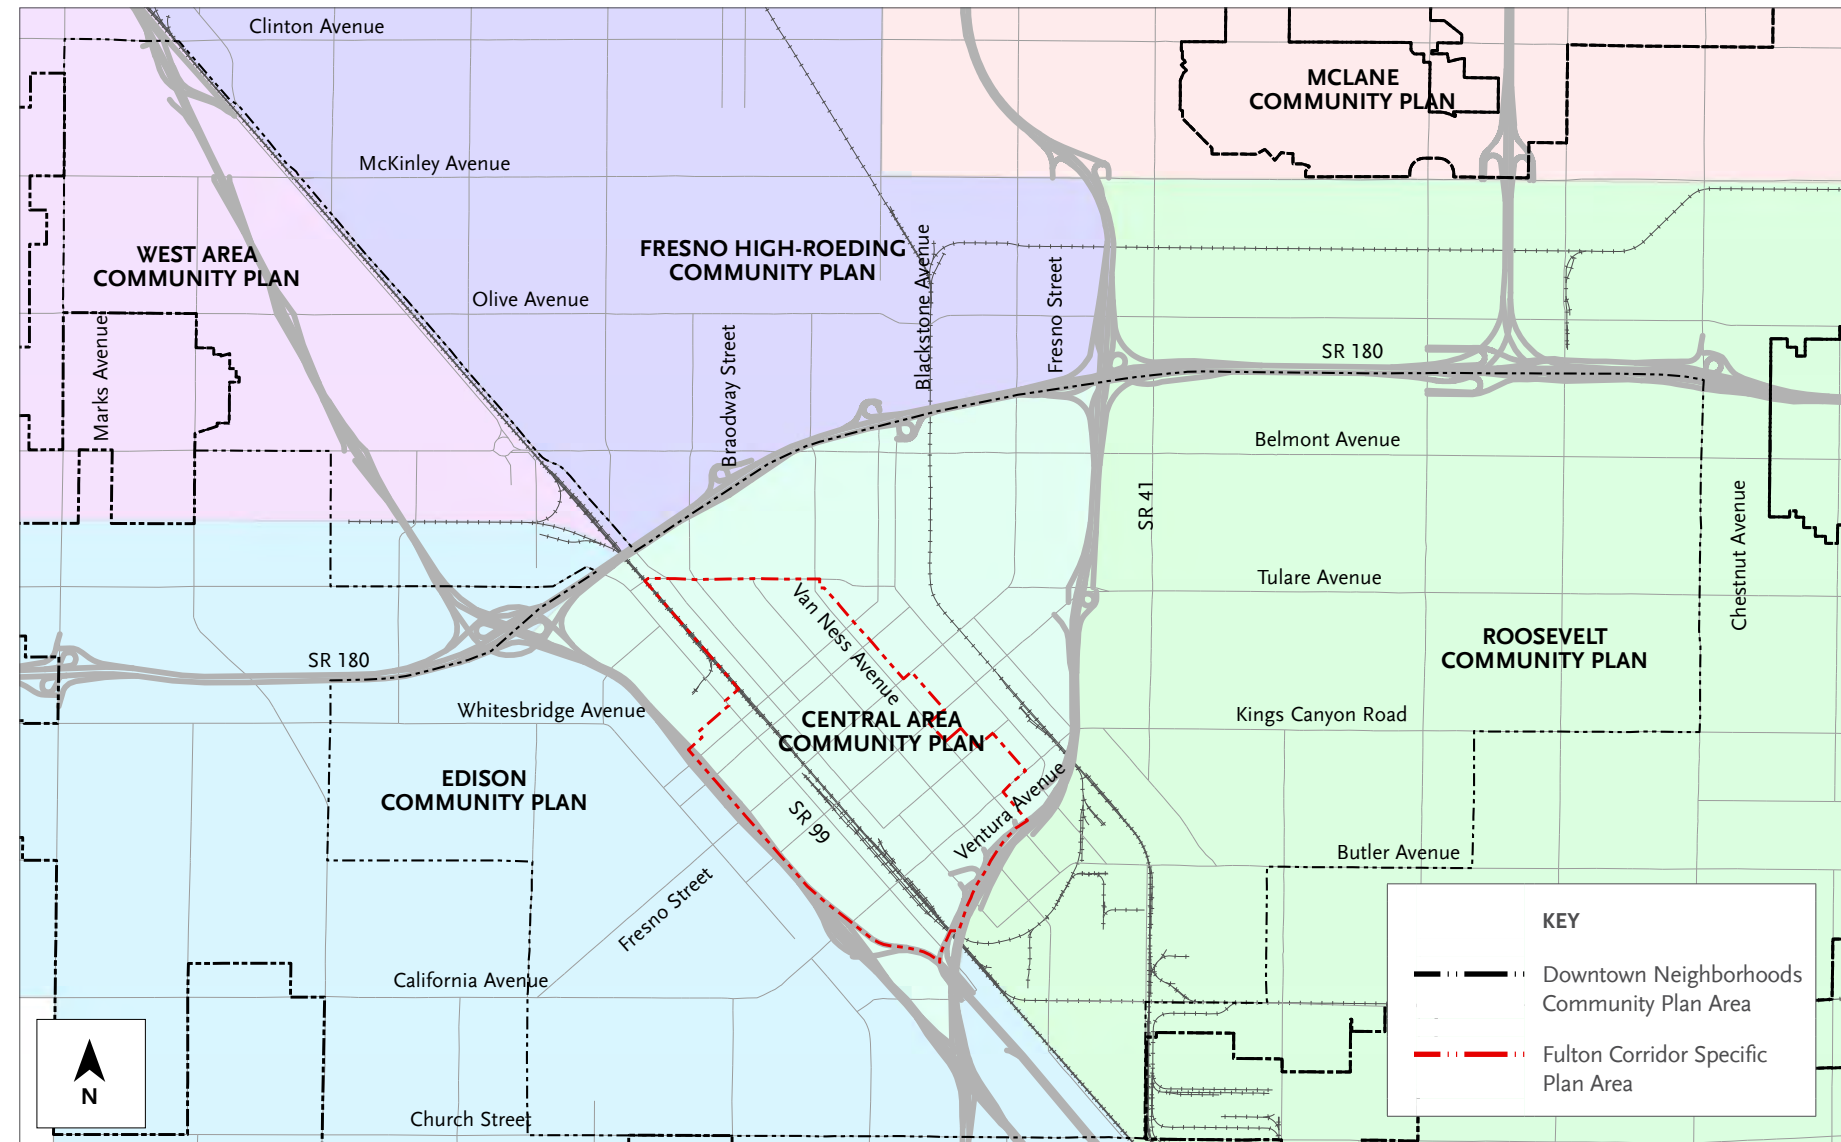 Clinton Avenue
MCLANE
COMMUNITY PLAN
McKinley Avenue
WEST AREA
COMMUNITY PLAN
FRESNO HIGH-ROEDING
COMMUNITY PLAN
Blackstone Avenue
Fresno Street
Olive Avenue
Marks Avenue
Braodway Street
SR 180
Belmont Avenue
SR 41
Chestnut Avenue
Tulare Avenue
Van Ness Avenue
ROOSEVELT
COMMUNITY PLAN
SR 180
Whitesbridge Avenue
CENTRAL AREA
COMMUNITY PLAN
Kings Canyon Road
EDISON
COMMUNITY PLAN
SR 99
Ventura Avenue
Butler Avenue
Fresno Street
California Avenue
Church Street
N
KEY
Downtown Neighborhoods
Community Plan Area
Fulton Corridor Specific
Plan Area